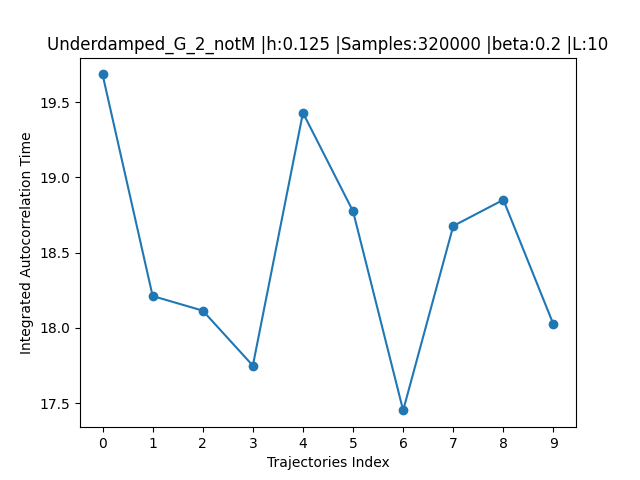 Underdamped_G_2_notM |h:0.125 |Samples:320000 |beta:0.2 |L:10
Integrated Autocorrelation Time
19.5
19.0
18.5
18.0
17.5
0 1 2 3 4 5 6 7 8 9
Trajectories Index